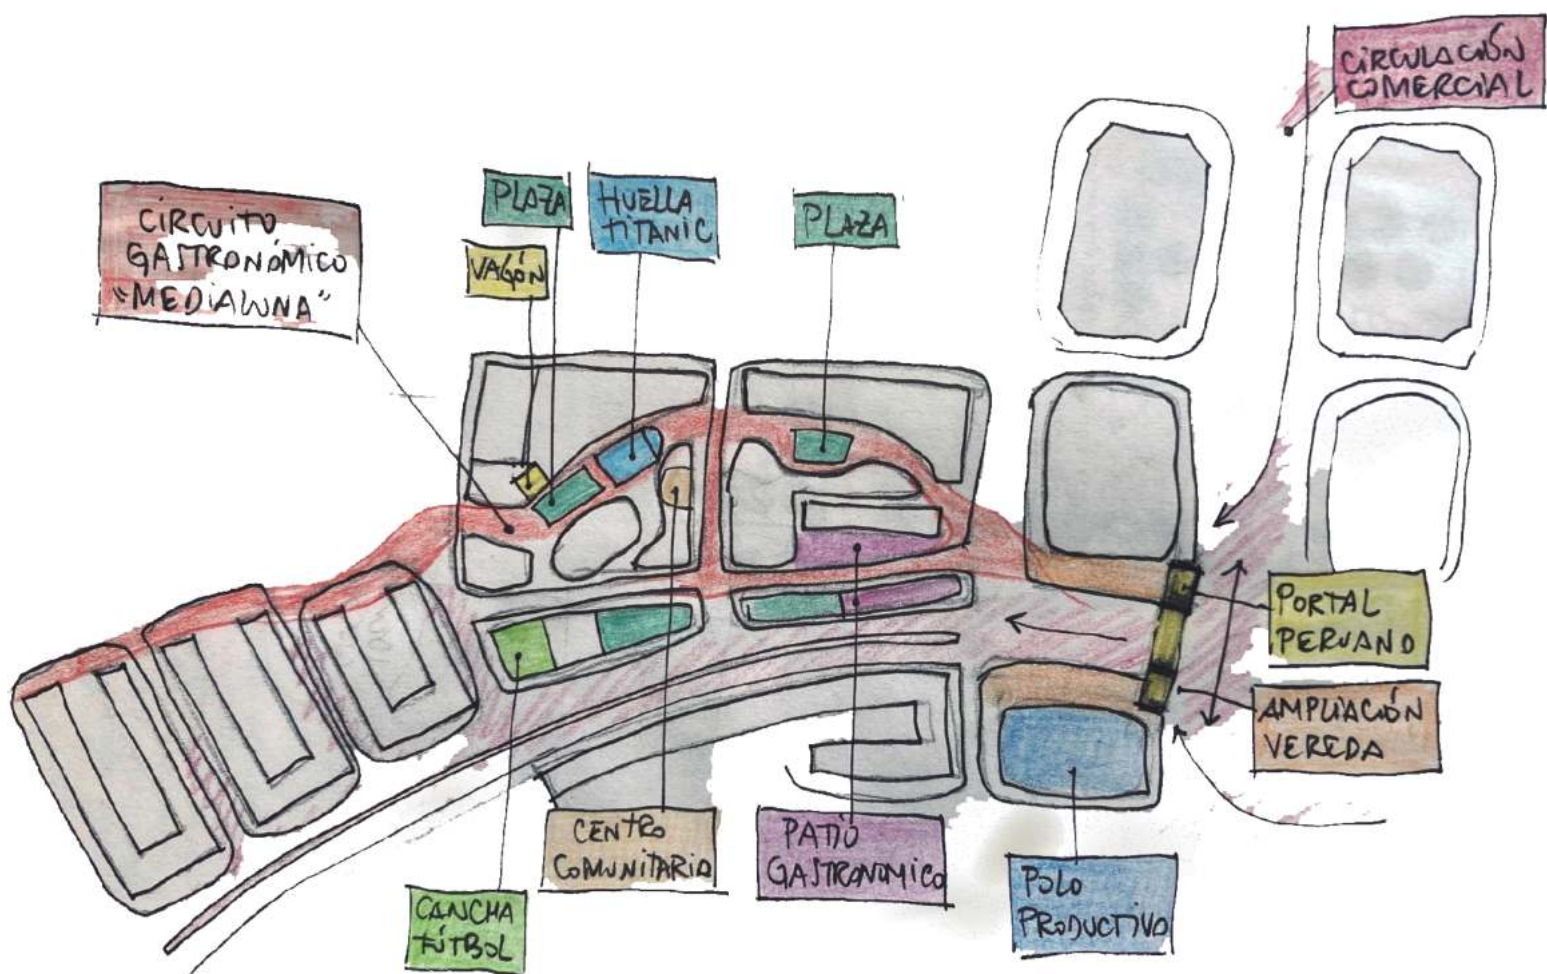 CIRCULACIÓN
COMERCIAL
PLAZA
HUELLA
TITANIC
PLAZA
CIRCUITO
GASTRONÓMICO
"MEDIALUNA"
VAGÓN
PORTAL
PERUANO
AMPLIACIÓN
VEREDA
CENTRO
COMUNITARIO
PATIO
GASTRONOMICO
POLO
PRODUCTIVO
CANCHA
FÚTBOL